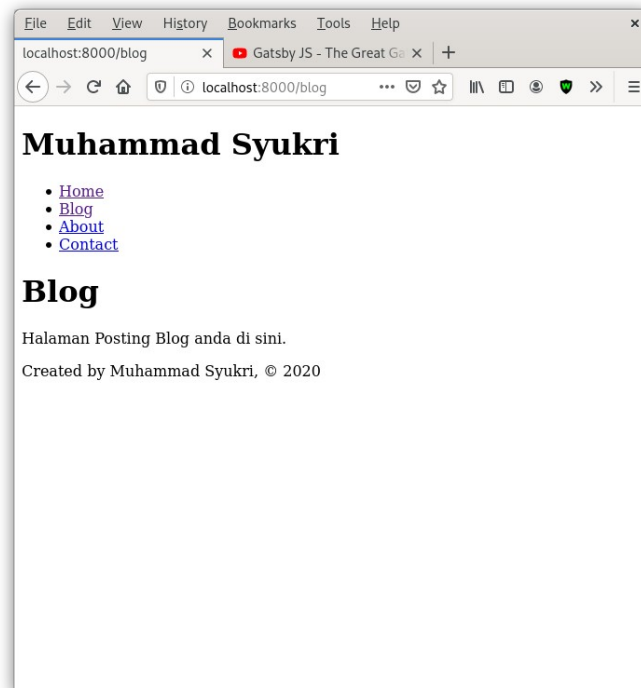 File Edit View History Bookmarks Tools Help
localhost:8000/blog Gatsby JS - The Great Ga
localhost:8000/blog
Muhammad Syukri
Home
Blog
About
Contact
Blog
Halaman Posting Blog anda di sini.
Created by Muhammad Syukri, © 2020